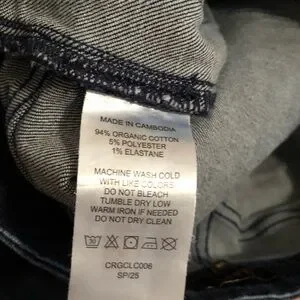 MADE IN CAMBODIA
94% ORGANIC COTTON
5% POLYESTER
1% ELASTANE
MACHINE WASH COLD
WITH LIKE COLORS
DO NOT BLEACH
TUMBLE DRY LOW
WARM IRON IF NEEDED
DO NOT DRY CLEAN
30
CRGCLC006
SP/25